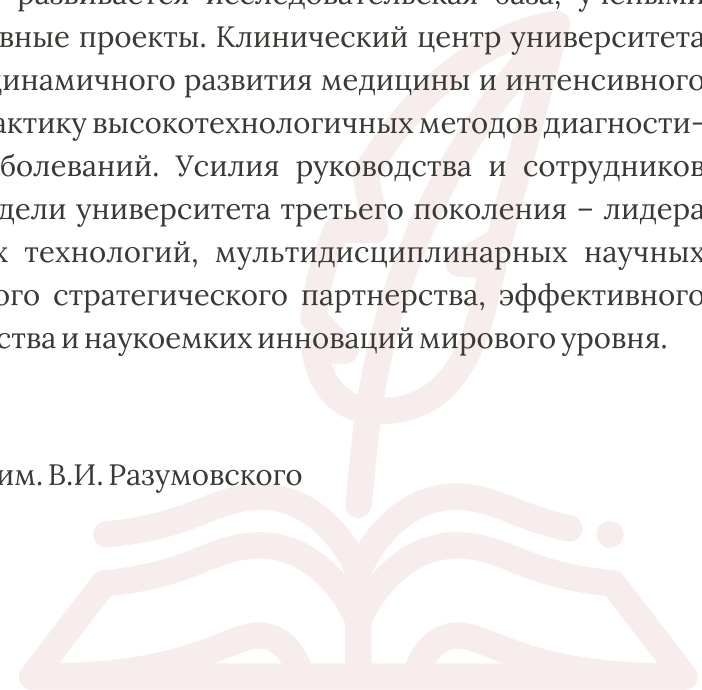 развивается исследовательская база, учеными
вные проекты. Клинический центр университета
динамичного развития медицины и интенсивного
актику высокотехнологичных методов диагности-
болеваний. Усилия руководства и сотрудников
дели университета третьего поколения – лидера
х технологий, мультидисциплинарных научных
ого стратегического партнерства, эффективного
ства и наукоемких инноваций мирового уровня.
им. В.И. Разумовского